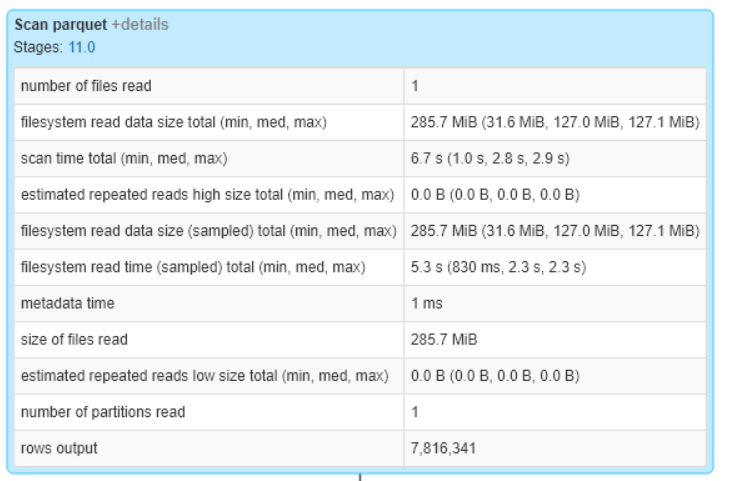 Scan parquet +details
Stages: 11.0
number of files read 1
filesystem read data size total (min, med, max) 285.7 MiB (31.6 MiB, 127.0 MiB, 127.1 MiB)
scan time total (min, med, max) 6.7 s (1.0 s, 2.8 s, 2.9 s)
estimated repeated reads high size total (min, med, max) 0.0 B (0.0 B, 0.0 B, 0.0 B)
filesystem read data size (sampled) total (min, med, max) 285.7 MiB (31.6 MiB, 127.0 MiB, 127.1 MiB)
filesystem read time (sampled) total (min, med, max) 5.3 s (830 ms, 2.3 s, 2.3 s)
metadata time 1 ms
size of files read 285.7 MiB
estimated repeated reads low size total (min, med, max) 0.0 B (0.0 B, 0.0 B, 0.0 B)
number of partitions read 1
rows output 7,816,341